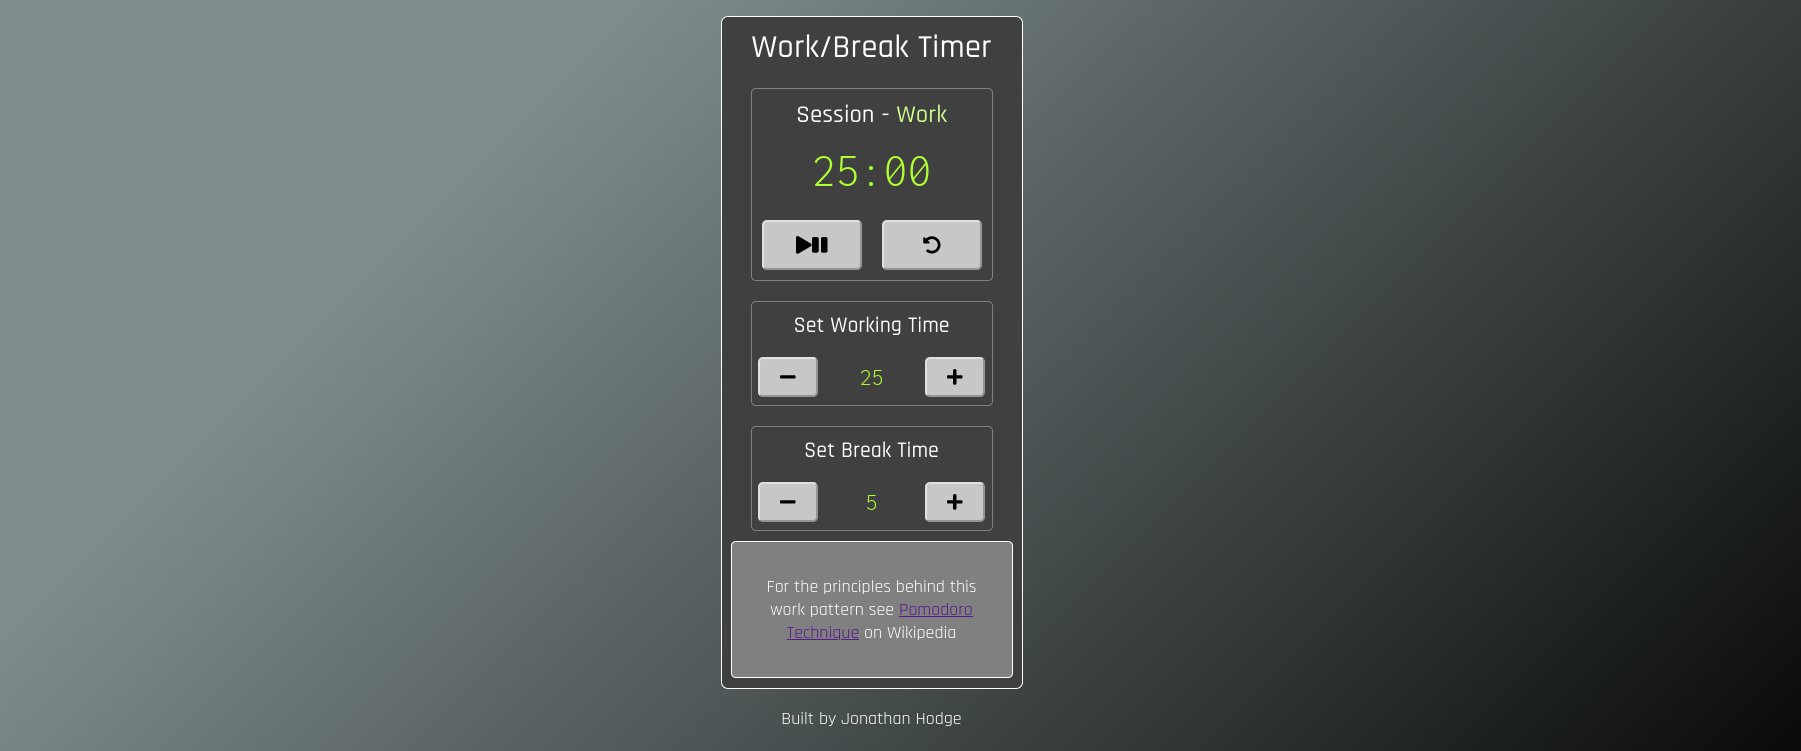 Work/Break Timer
Session - Work
25:00
Set Working Time
25
Set Break Time
5
For the principles behind this
work pattern see Pomodoro
Technique on Wikipedia
Built by Jonathan Hodge